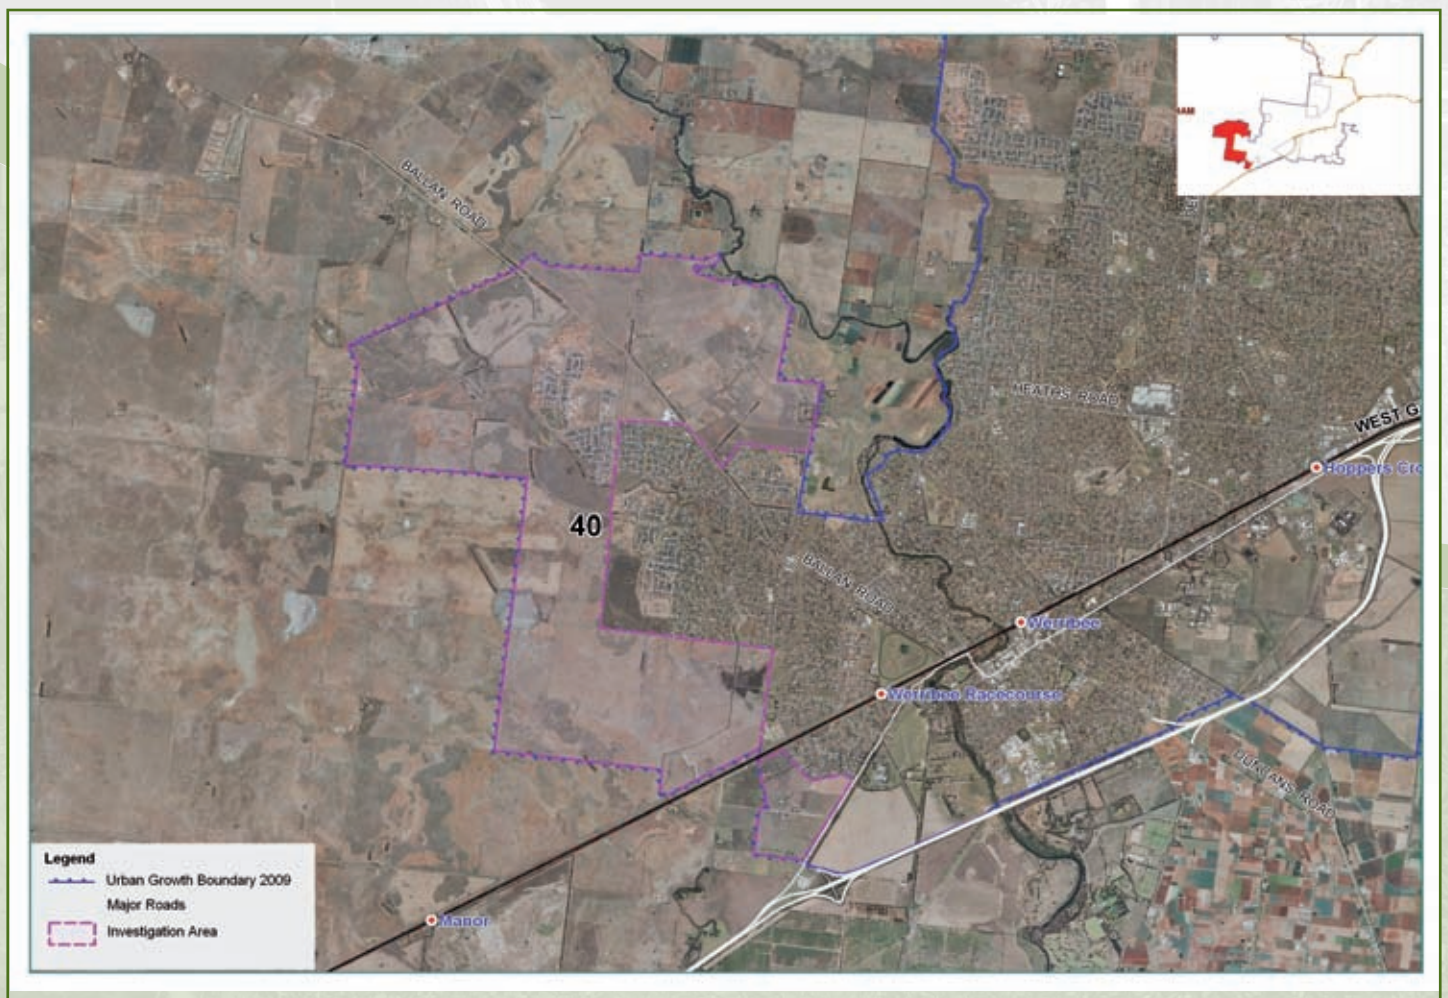 BALLAN ROAD
HEATHS ROAD
WEST G
Hoppers Cro
40
BALLAN ROAD
Werribee
Werribee Racecourse
DUNCANS ROAD
Manor
Legend
Urban Growth Boundary 2009
Major Roads
Investigation Area